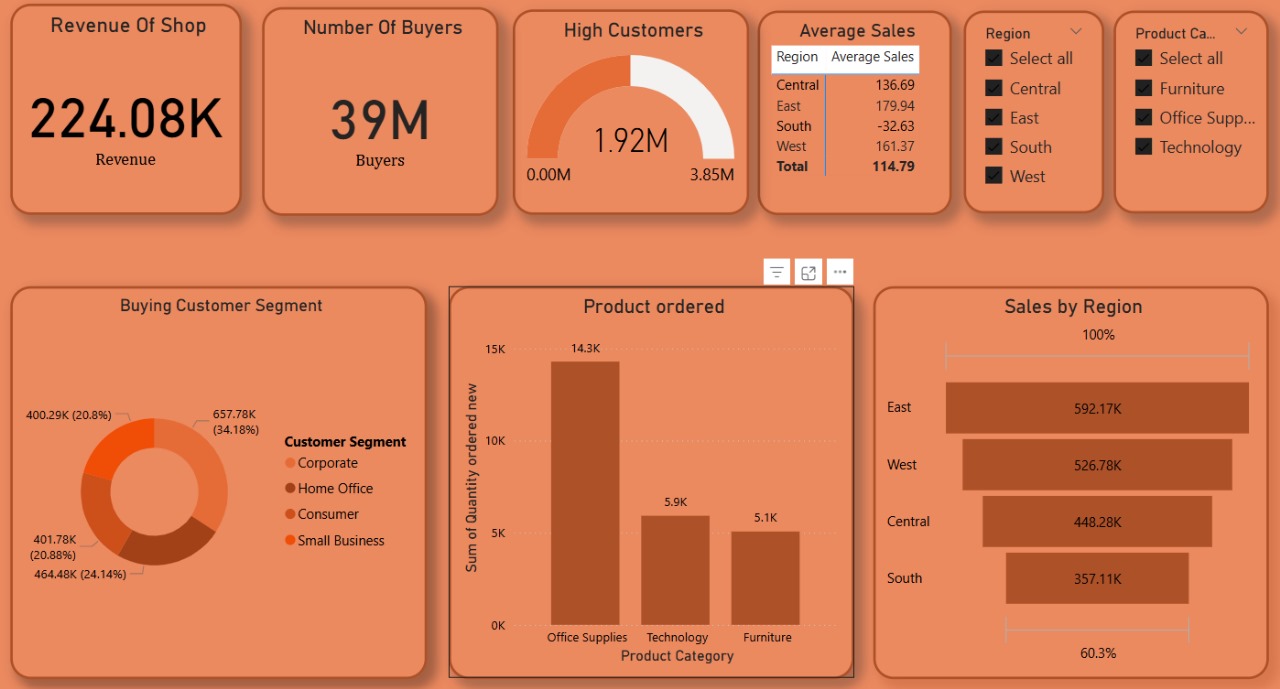 Revenue Of Shop
224.08K
Revenue
Number Of Buyers
39M
Buyers
High Customers
1.92M
0.00M
3.85M
Average Sales
Region Average Sales
Central 136.69
East 179.94
South -32.63
West 161.37
Total 114.79
Region
Select all
Central
East
South
West
Product Ca...
Select all
Furniture
Office Supp...
Technology
Buying Customer Segment
400.29K (20.8%)
657.78K
(34.18%)
401.78K
(20.88%)
464.48K (24.14%)
Customer Segment
Corporate
Home Office
Consumer
Small Business
Product ordered
Sum of Quantity ordered new
15K
10K
5K
0K
14.3K
5.9K
5.1K
Office Supplies
Technology
Furniture
Product Category
Sales by Region
100%
East 592.17K
West 526.78K
Central 448.28K
South 357.11K
60.3%